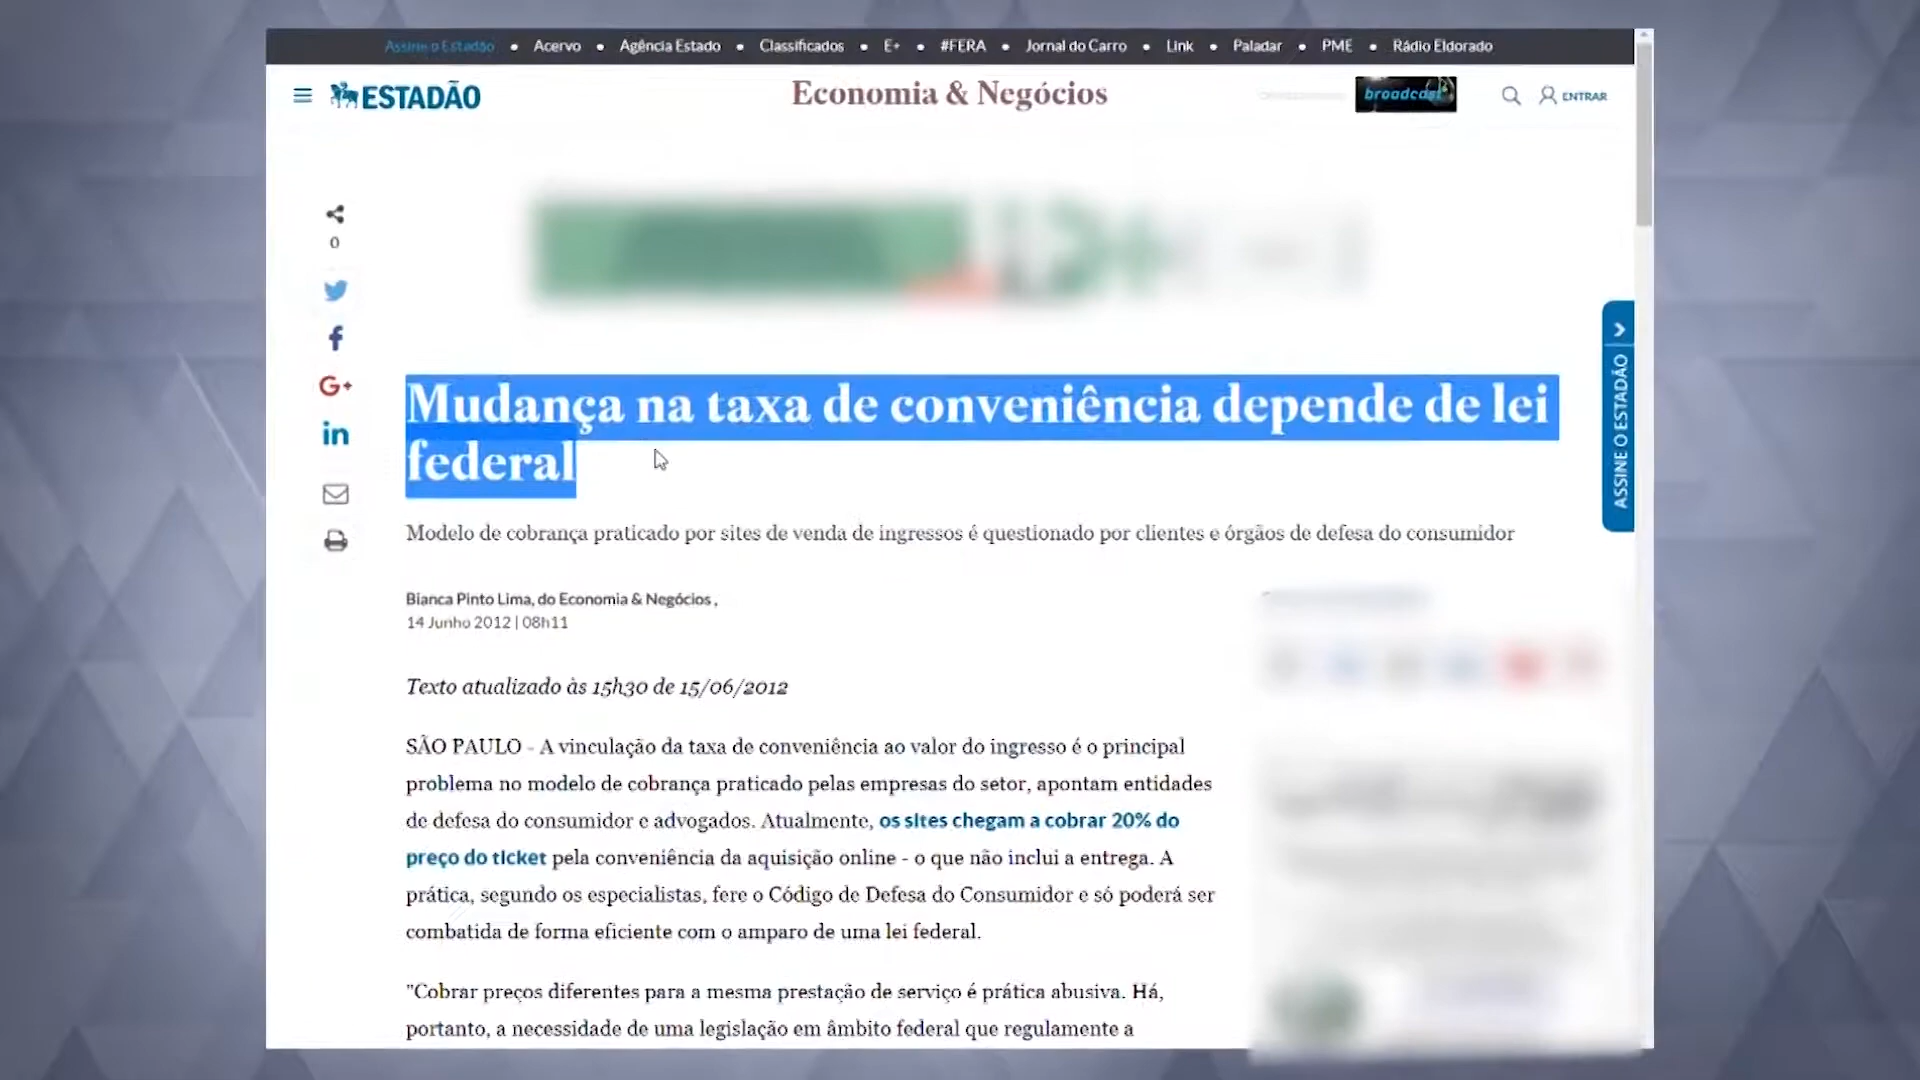 Assine o Estadão • Acervo • Agência Estado • Classificados • E+ • #FERA • Jornal do Carro • Link • Paladar • PME • Rádio Eldorado
ESTADÃO
Economia & Negócios
broadcast
ENTRAR
0
ASSINE O ESTADÃO
Mudança na taxa de conveniência depende de lei
federal
Modelo de cobrança praticado por sites de venda de ingressos é questionado por clientes e órgãos de defesa do consumidor
Bianca Pinto Lima, do Economia & Negócios ,
14 Junho 2012 | 08h11
Texto atualizado às 15h30 de 15/06/2012
SÃO PAULO - A vinculação da taxa de conveniência ao valor do ingresso é o principal
problema no modelo de cobrança praticado pelas empresas do setor, apontam entidades
de defesa do consumidor e advogados. Atualmente, os sites chegam a cobrar 20% do
preço do ticket pela conveniência da aquisição online - o que não inclui a entrega. A
prática, segundo os especialistas, fere o Código de Defesa do Consumidor e só poderá ser
combatida de forma eficiente com o amparo de uma lei federal.
"Cobrar preços diferentes para a mesma prestação de serviço é prática abusiva. Há,
portanto, a necessidade de uma legislação em âmbito federal que regulamente a